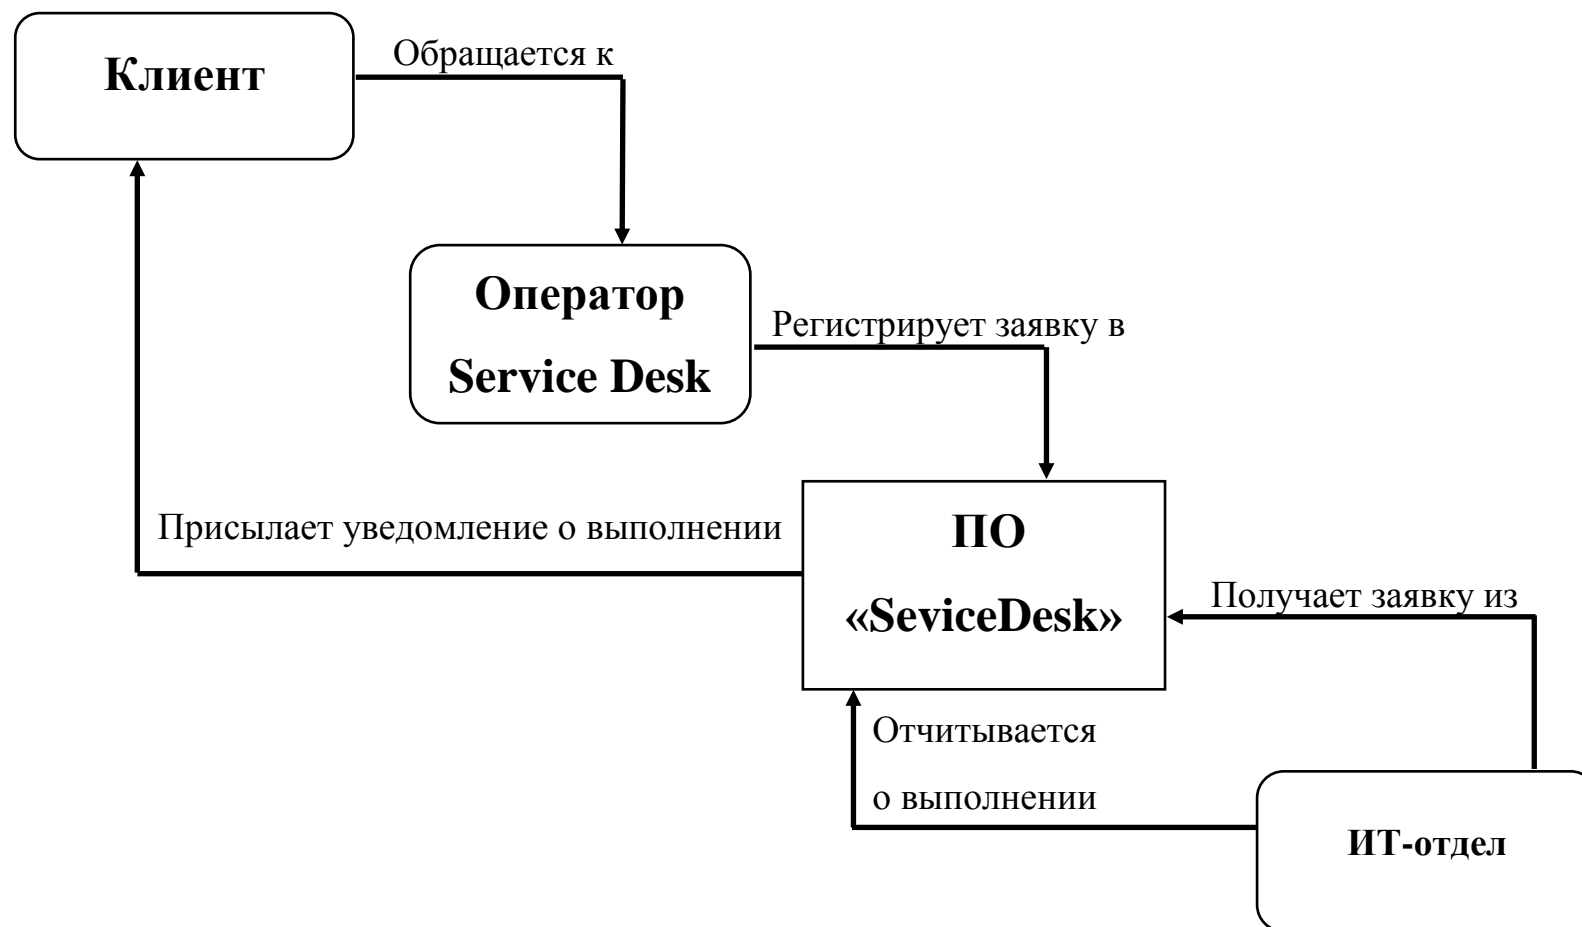 Клиент
Обращается к
Оператор
Service Desk
Регистрирует заявку в
Присылает уведомление о выполнении
ПО
«SeviceDesk»
Получает заявку из
Отчитывается
о выполнении
ИТ-отдел